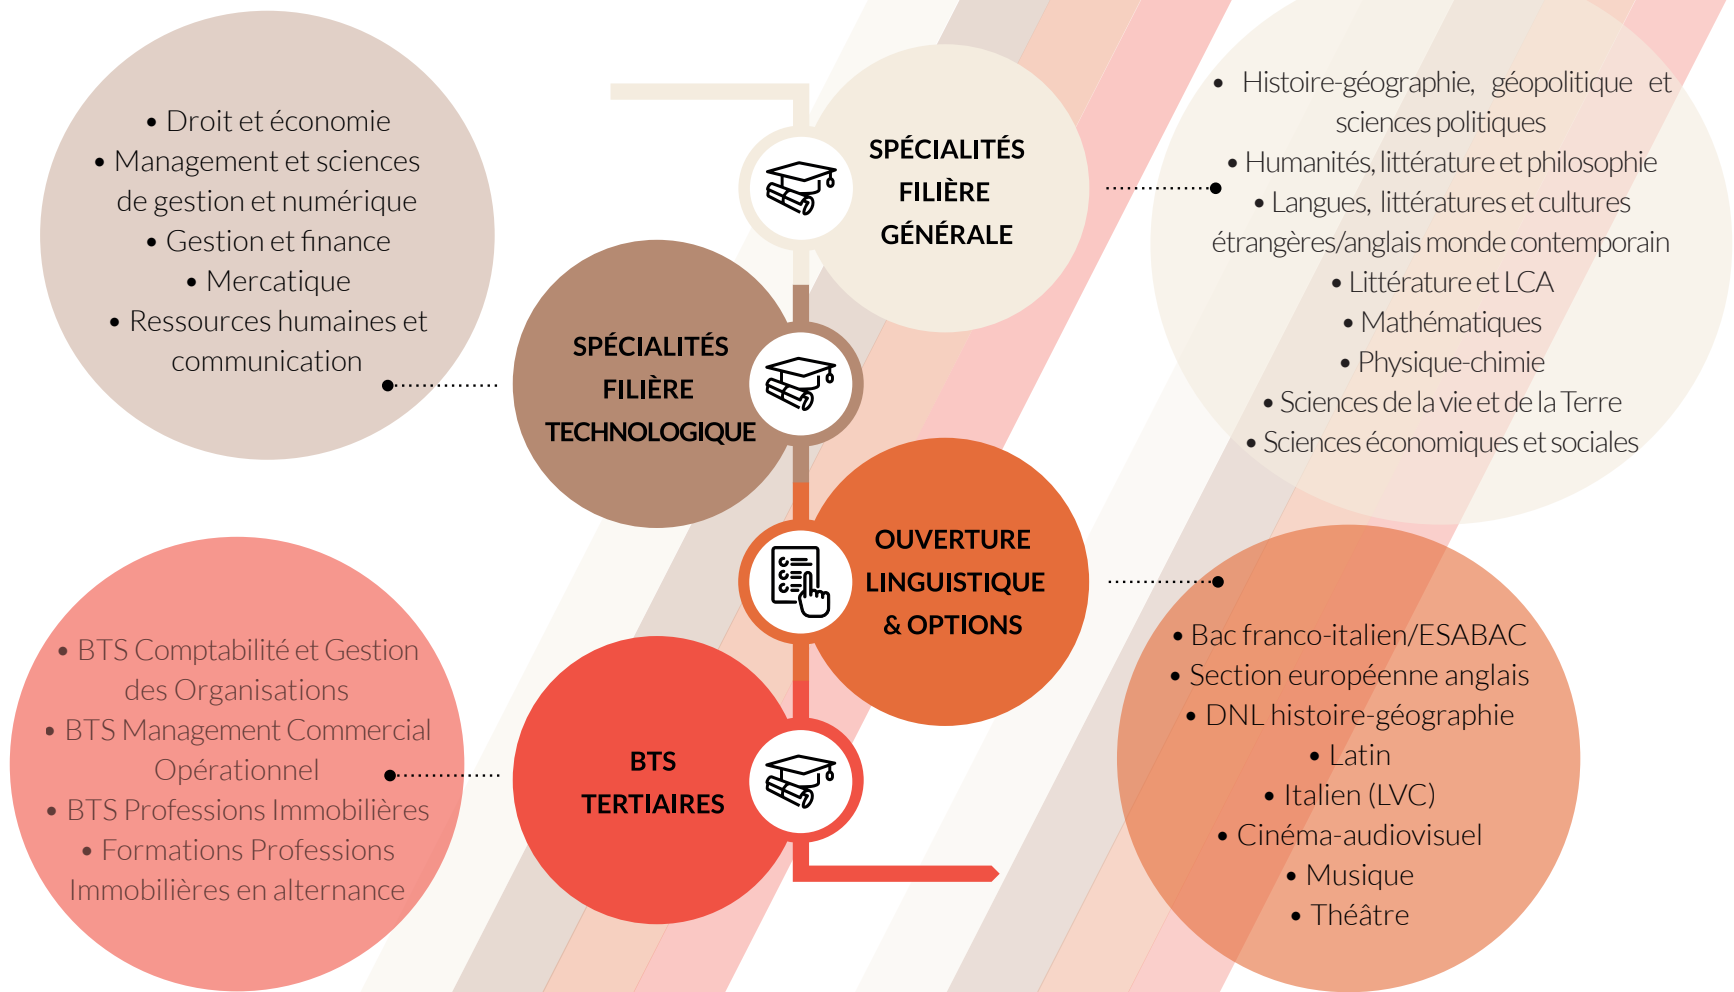 • Droit et économie
• Management et sciences
de gestion et numérique
• Gestion et finance
• Mercatique
• Ressources humaines et
communication
SPÉCIALITÉS
FILIÈRE
GÉNÉRALE
• Histoire-géographie, géopolitique et
sciences politiques
• Humanités, littérature et philosophie
• Langues, littératures et cultures
étrangères/anglais monde contemporain
• Littérature et LCA
• Mathématiques
• Physique-chimie
• Sciences de la vie et de la Terre
• Sciences économiques et sociales
SPÉCIALITÉS
FILIÈRE
TECHNOLOGIQUE
OUVERTURE
LINGUISTIQUE
& OPTIONS
• Bac franco-italien/ESABAC
• Section européenne anglais
• DNL histoire-géographie
• Latin
• Italien (LVC)
• Cinéma-audiovisuel
• Musique
• Théâtre
• BTS Comptabilité et Gestion
des Organisations
• BTS Management Commercial
Opérationnel
• BTS Professions Immobilières
• Formations Professions
Immobilières en alternance
BTS
TERTIAIRES